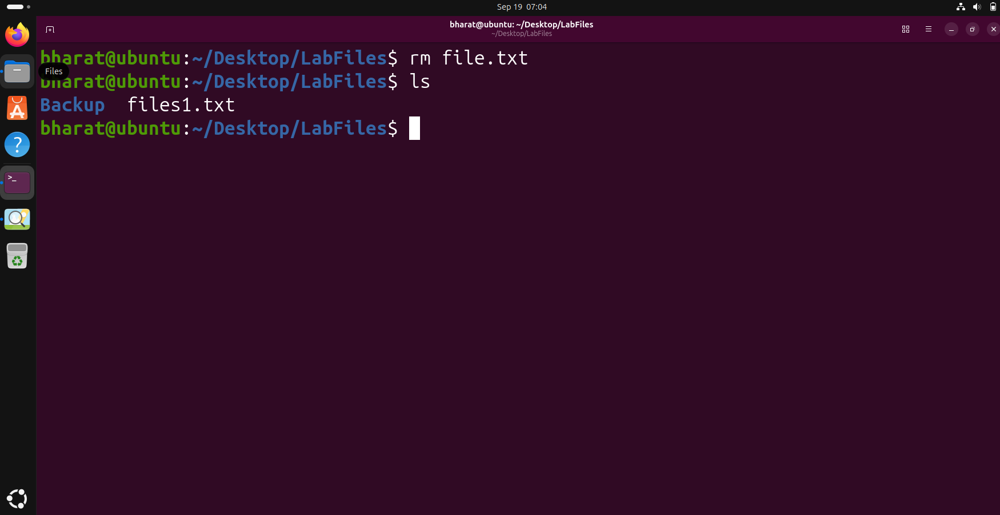 Sep 19 07:04
bharat@ubuntu: ~/Desktop/LabFiles
~/Desktop/LabFiles
bharat@ubuntu:~/Desktop/LabFiles$ rm file.txt
Files
bharat@ubuntu:~/Desktop/LabFiles$ ls
Backup files1.txt
bharat@ubuntu:~/Desktop/LabFiles$